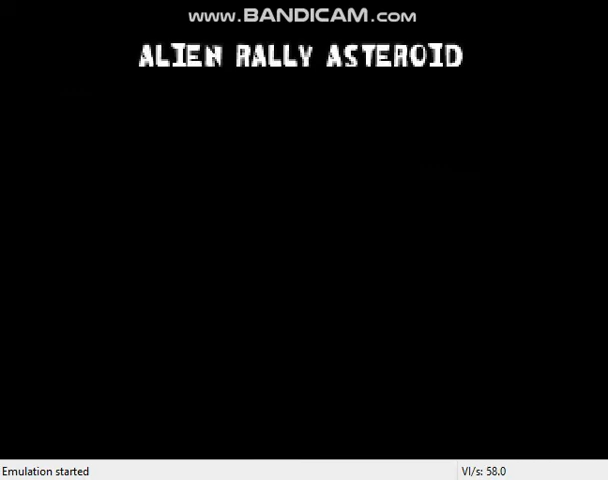 www.BANDICAM.com
ALIEN RALLY ASTEROID
Emulation started VI/s: 58.0